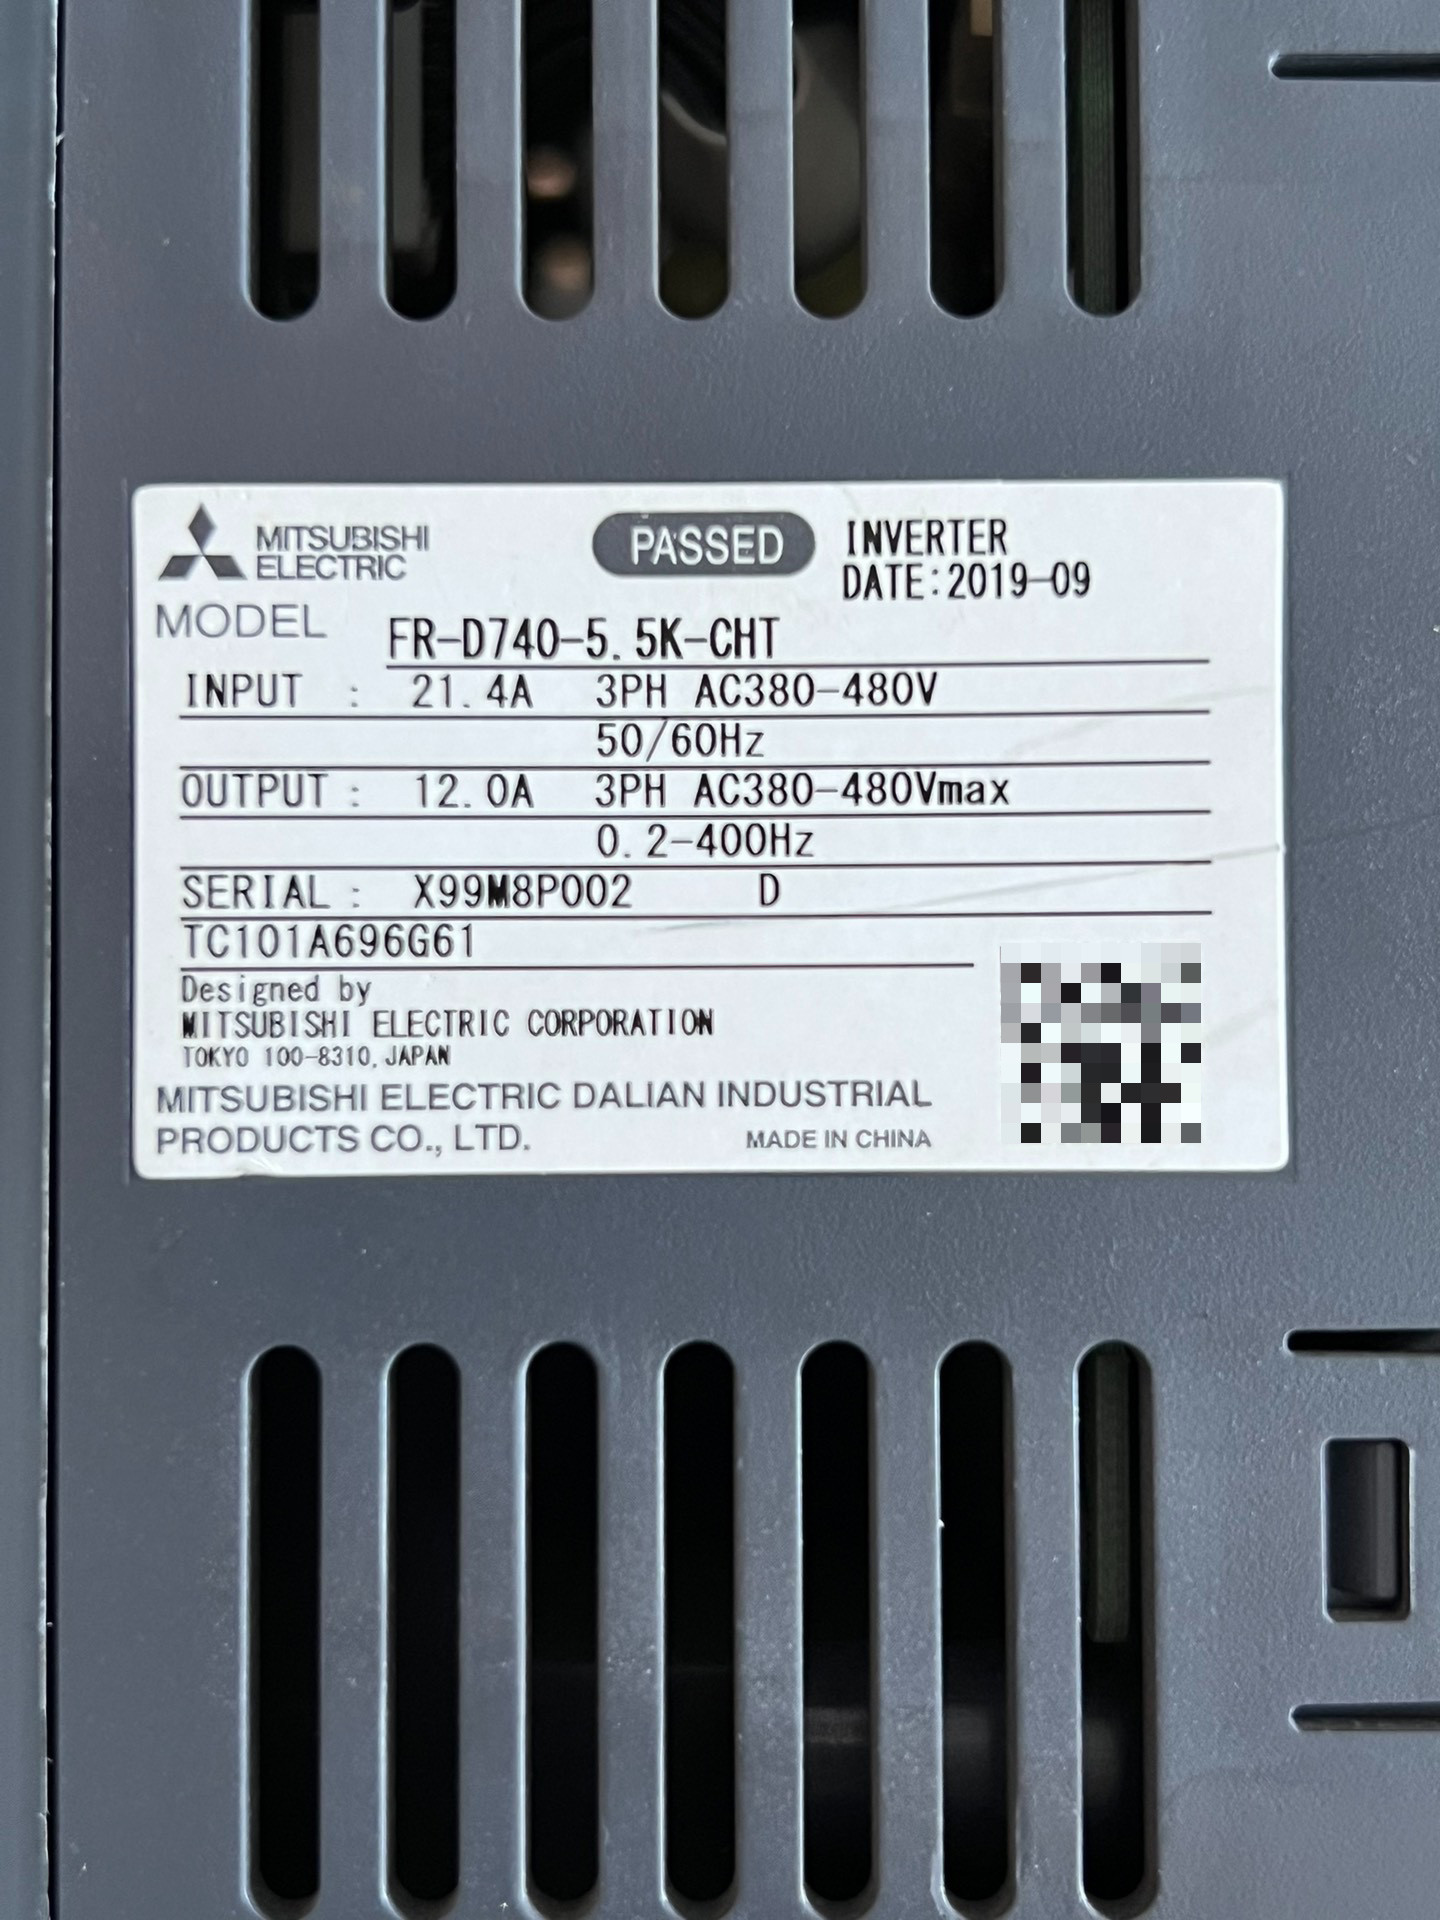 MITSUBISHI
ELECTRIC
PASSED
INVERTER
DATE:2019-09
MODEL FR-D740-5.5K-CHT
INPUT : 21.4A 3PH AC380-480V
50/60Hz
OUTPUT : 12.0A 3PH AC380-480Vmax
0.2-400Hz
SERIAL : X99M8P002 D
TC101A696G61
Designed by
MITSUBISHI ELECTRIC CORPORATION
TOKYO 100-8310, JAPAN
MITSUBISHI ELECTRIC DALIAN INDUSTRIAL
PRODUCTS CO., LTD. MADE IN CHINA